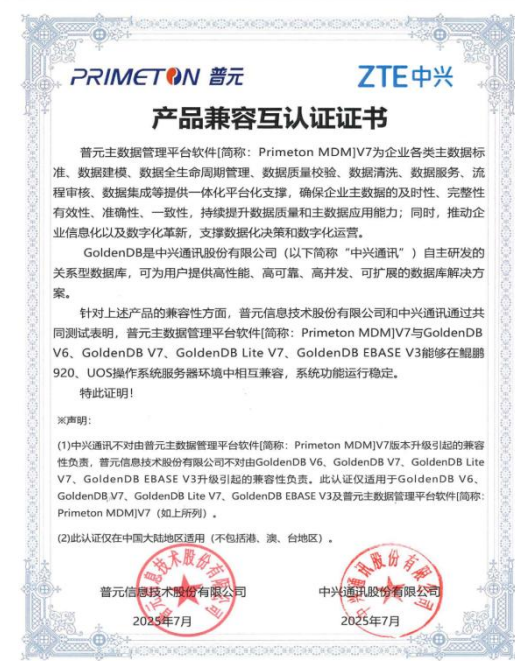 PRIMETON 普元
ZTE中兴
产品兼容互认证证书
普元主数据管理平台软件[简称：Primeton MDM]V7为企业各类主数据标
准、数据建模、数据全生命周期管理、数据质量校验、数据清洗、数据服务、流
程审核、数据集成等提供一体化平台化支撑，确保企业主数据的及时性、完整性
有效性、准确性、一致性，持续提升数据质量和主数据应用能力；同时，推动企
业信息化以及数字化革新，支撑数据化决策和数字化运营。
GoldenDB是中兴通讯股份有限公司（以下简称“中兴通讯”）自主研发的
关系型数据库，可为用户提供高性能、高可靠、高并发、可扩展的数据库解决方
案。
针对上述产品的兼容性方面，普元信息技术股份有限公司和中兴通讯通过共
同测试表明，普元主数据管理平台软件[简称：Primeton MDM]V7与GoldenDB
V6、GoldenDB V7、GoldenDB Lite V7、GoldenDB EBASE V3能够在鲲鹏
920、UOS操作系统服务器环境中相互兼容，系统功能运行稳定。
特此证明！
※声明：
(1)中兴通讯不对由普元主数据管理平台软件[简称：Primeton MDM]V7版本升级引起的兼容
性负责，普元信息技术股份有限公司不对由GoldenDB V6、GoldenDB V7、GoldenDB Lite
V7、GoldenDB EBASE V3升级引起的兼容性负责。此认证仅适用于GoldenDB V6、
GoldenDB V7、GoldenDB Lite V7、GoldenDB EBASE V3及普元主数据管理平台软件[简称：
Primeton MDM]V7（如上所列）。
(2)此认证仅在中国大陆地区适用（不包括港、澳、台地区）。
普元信息技术股份有限公司
中兴通讯股份有限公司
2025年7月
2025年7月
普元信息技术股份有限公司
中兴通讯股份有限公司